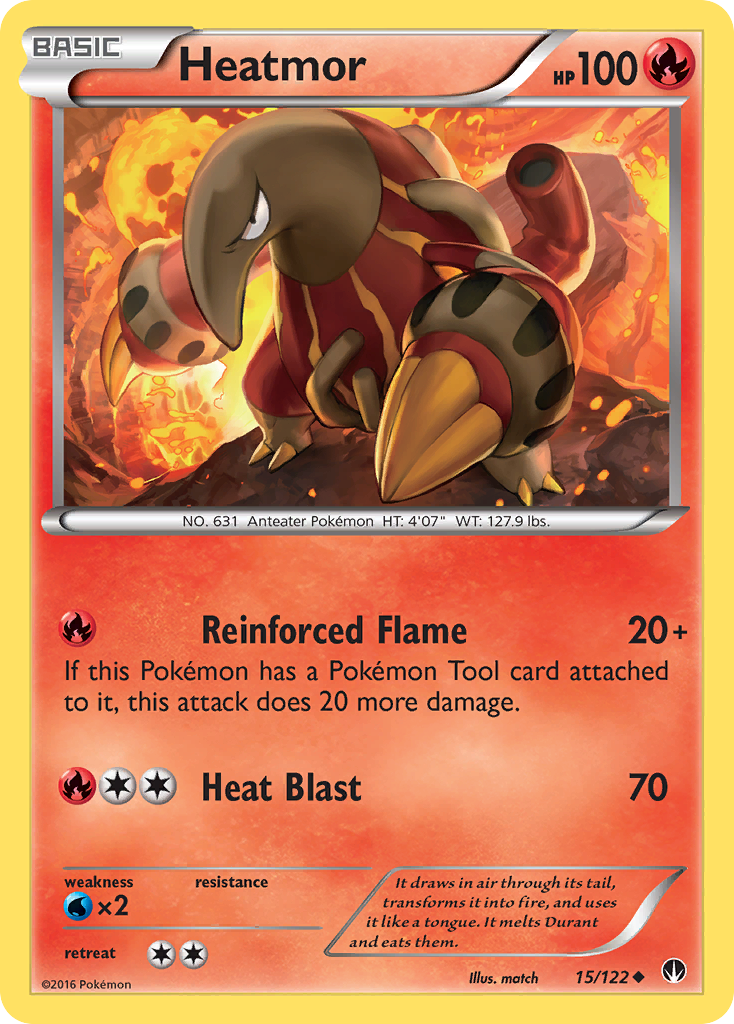 BASIC
Heatmor
HP 100
NO. 631 Anteater Pokémon HT: 4'07" WT: 127.9 lbs.
Reinforced Flame 20+
If this Pokémon has a Pokémon Tool card attached
to it, this attack does 20 more damage.
Heat Blast 70
weakness resistance
×2
retreat
It draws in air through its tail,
transforms it into fire, and uses
it like a tongue. It melts Durant
and eats them.
©2016 Pokémon
Illus. match 15/122